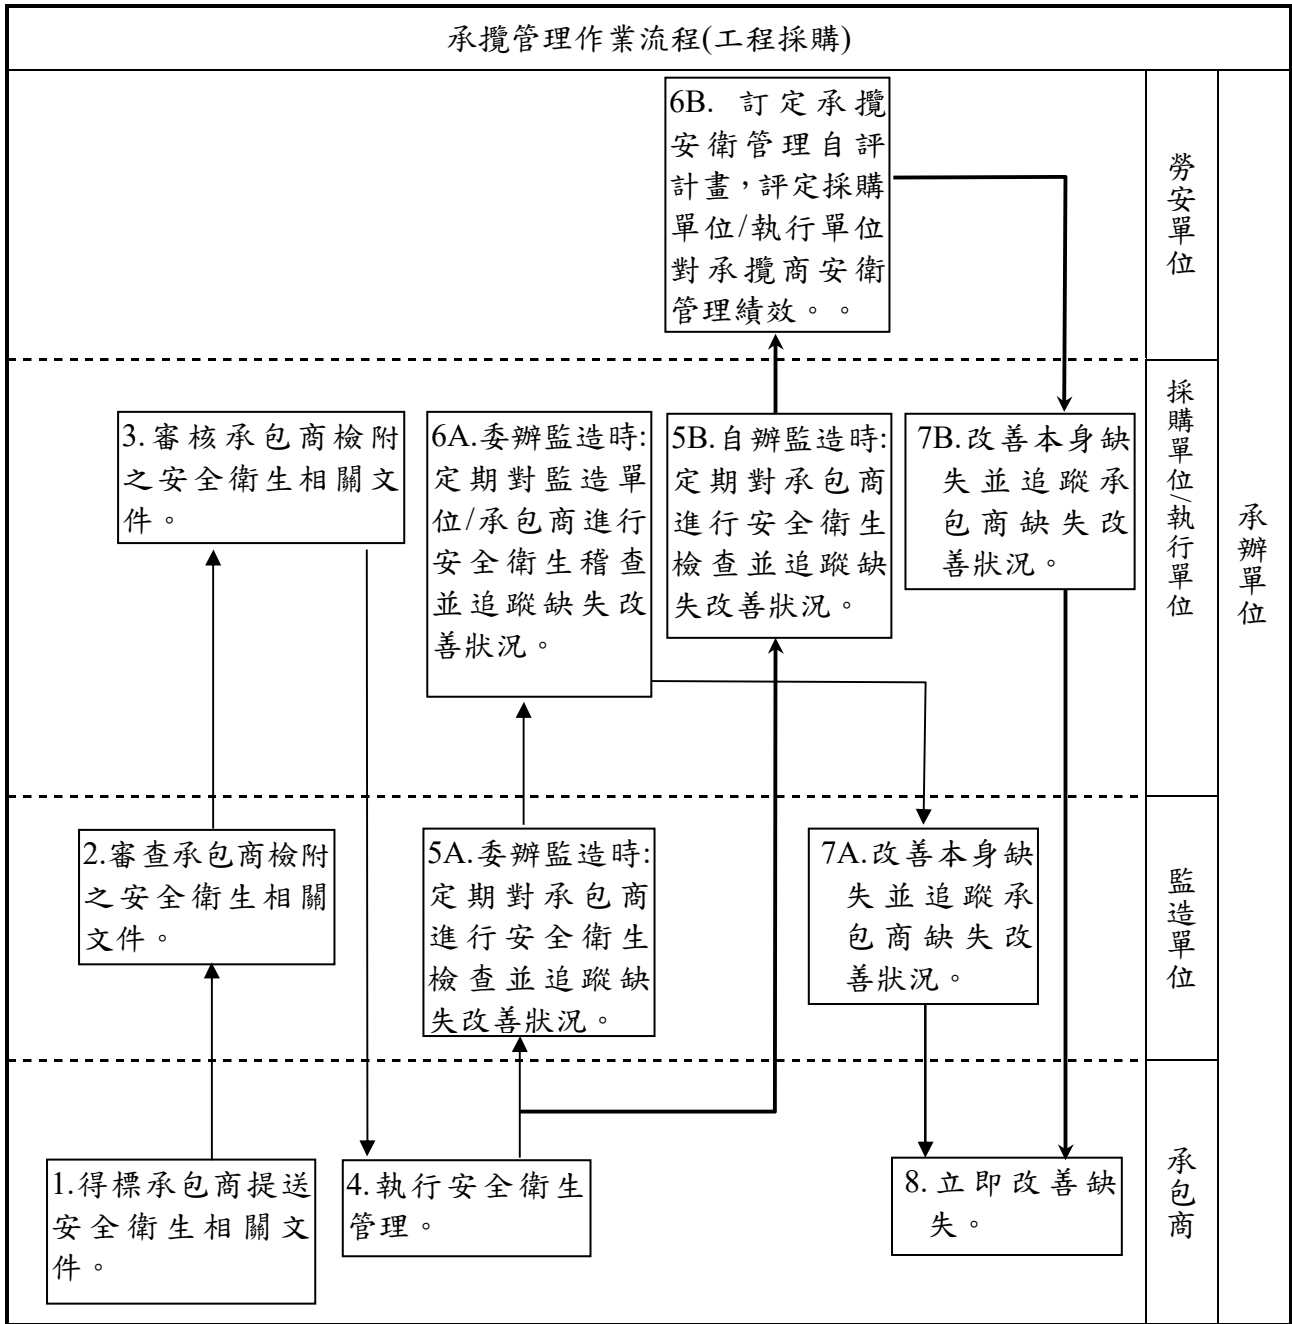 承攬管理作業流程(工程採購)
6B. 訂定承攬
安衛管理自評
計畫，評定採購
單位/執行單位
對承攬商安衛
管理績效。。
勞安單位
3.審核承包商檢附
之安全衛生相關文
件。
6A.委辦監造時:
定期對監造單
位/承包商進行
安全衛生稽查
並追蹤缺失改
善狀況。
5B.自辦監造時:
定期對承包商
進行安全衛生
檢查並追蹤缺
失改善狀況。
7B.改善本身缺
失並追蹤承
包商缺失改
善狀況。
採購單位/執行單位
承辦單位
2.審查承包商檢附
之安全衛生相關
文件。
5A.委辦監造時:
定期對承包商
進行安全衛生
檢查並追蹤缺
失改善狀況。
7A.改善本身缺
失並追蹤承
包商缺失改
善狀況。
監造單位
1.得標承包商提送
安全衛生相關文
件。
4.執行安全衛生
管理。
8.立即改善缺
失。
承包商